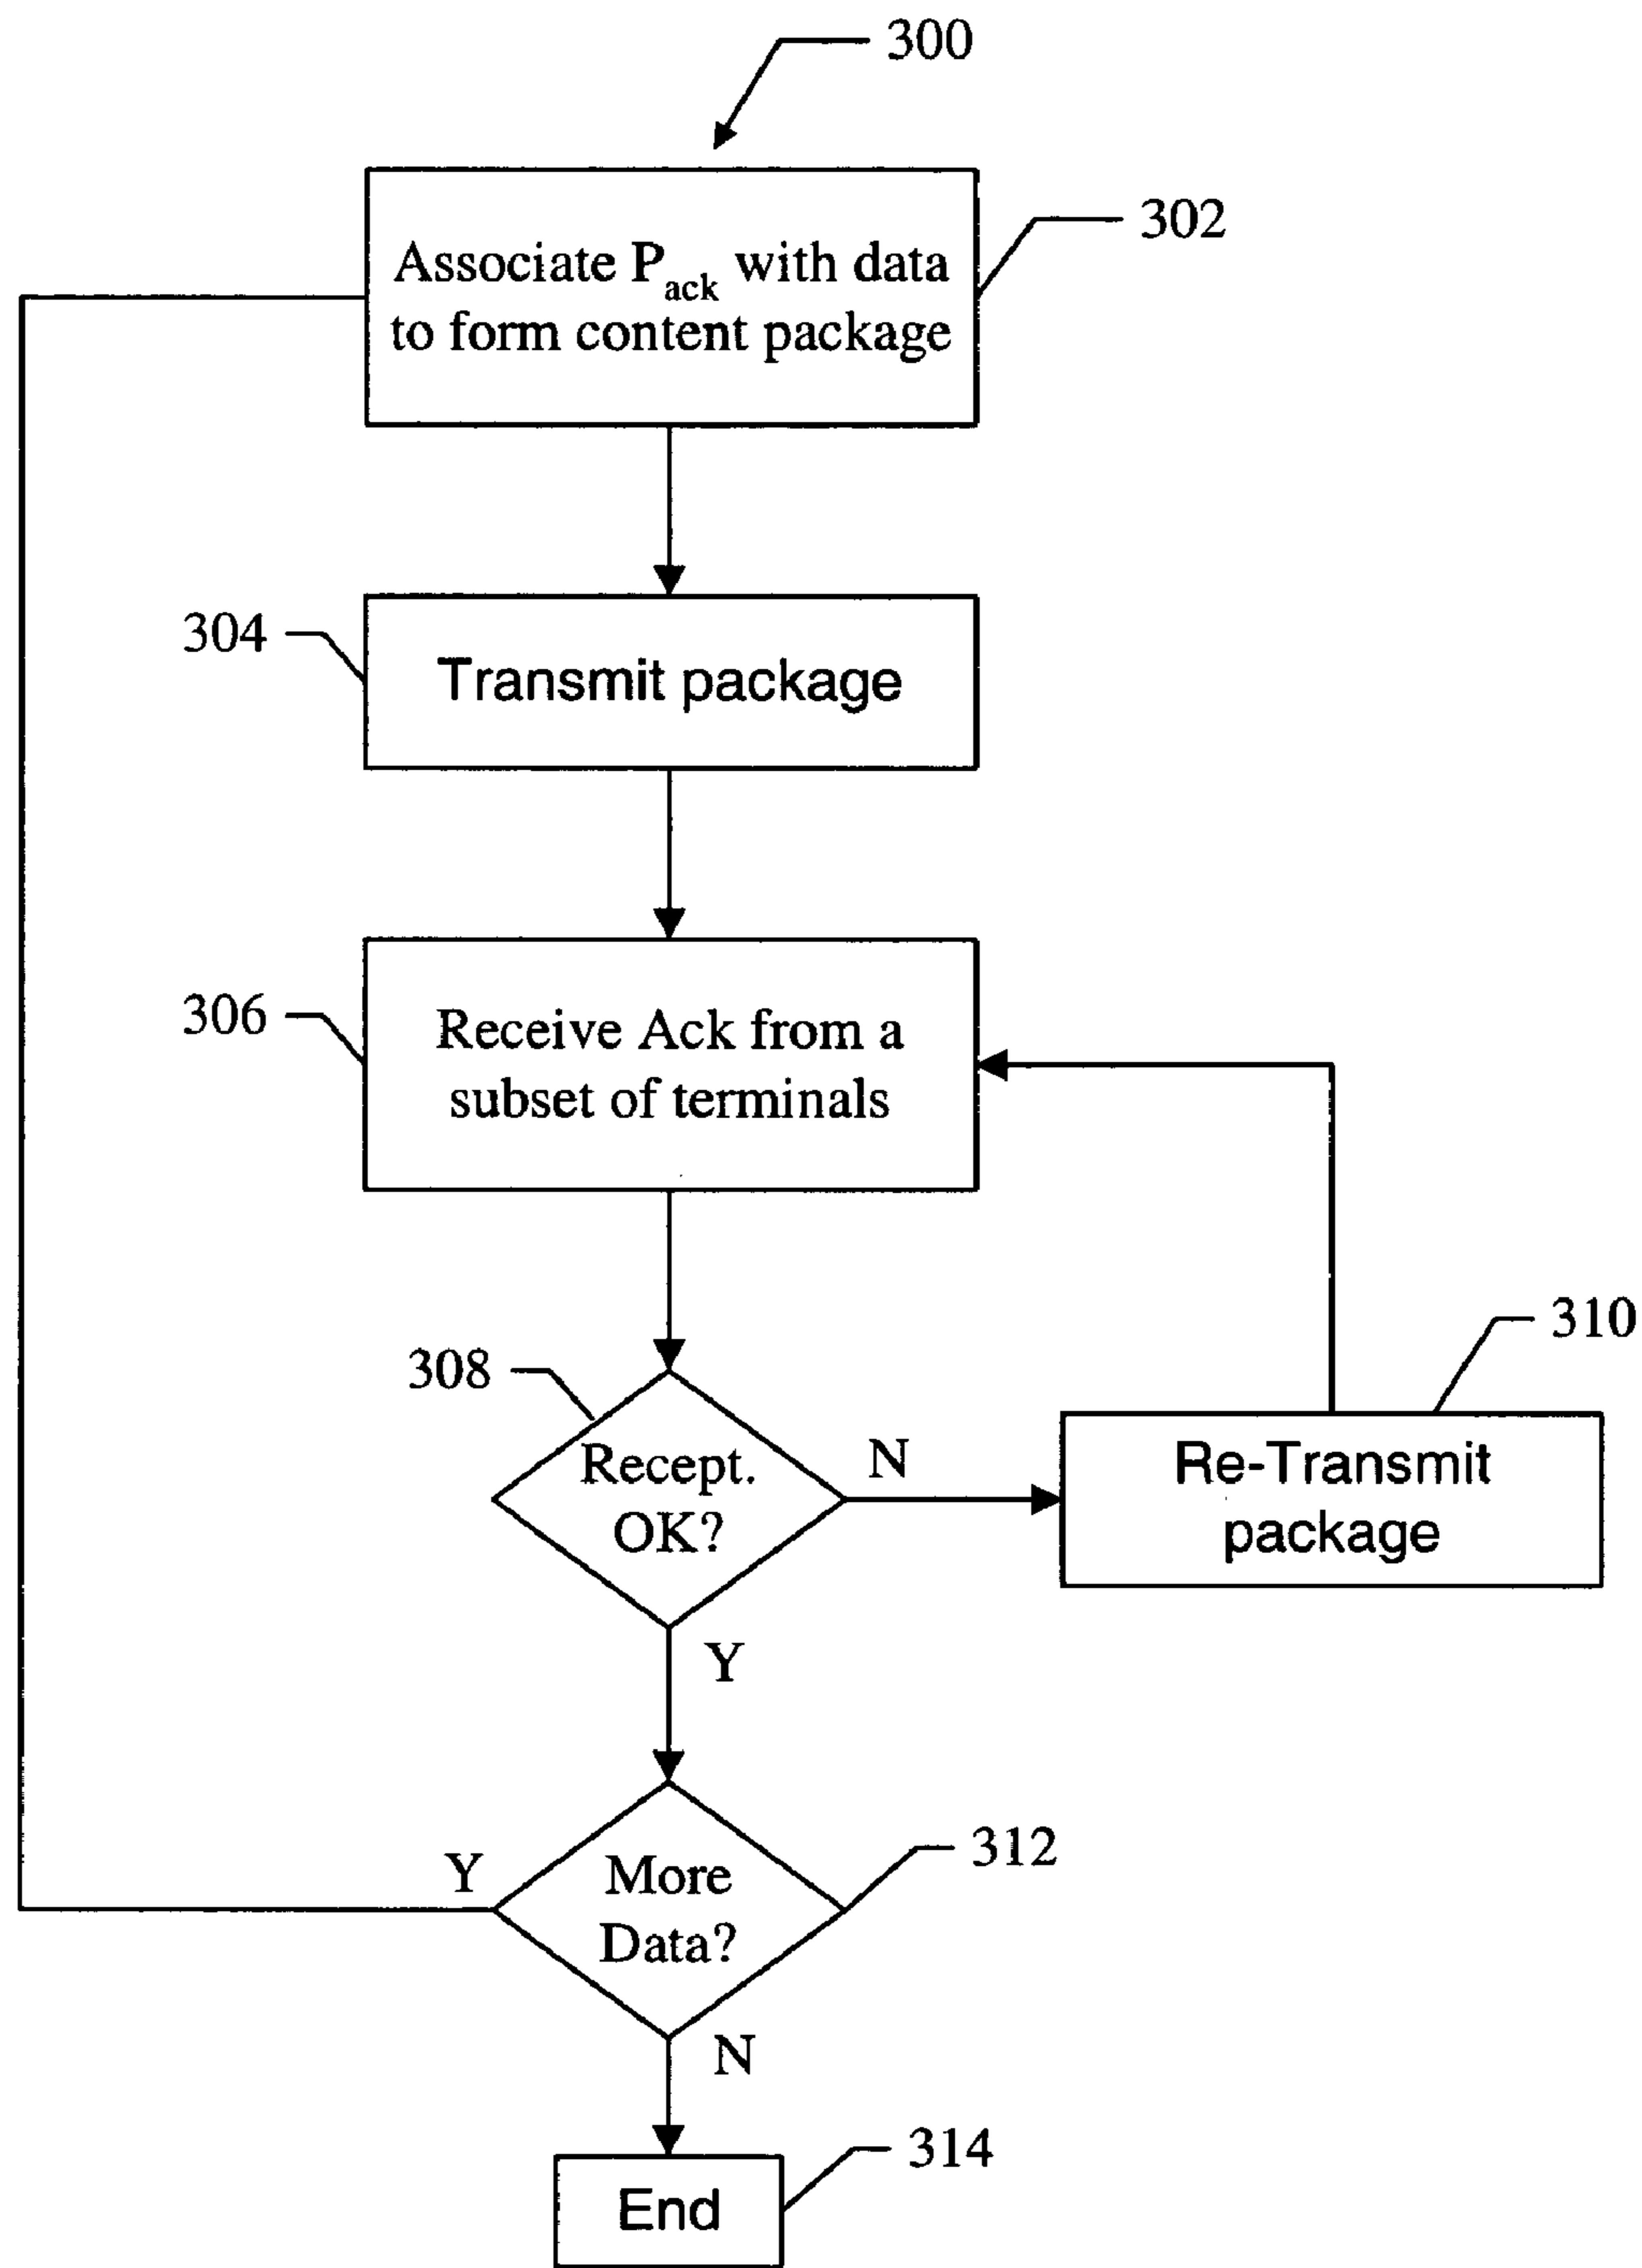 300
302
Associate Pack with data
to form content package
304
Transmit package
306
Receive Ack from a
subset of terminals
308
Recept.
OK?
N
310
Re-Transmit
package
Y
312
Y
More
Data?
N
314
End